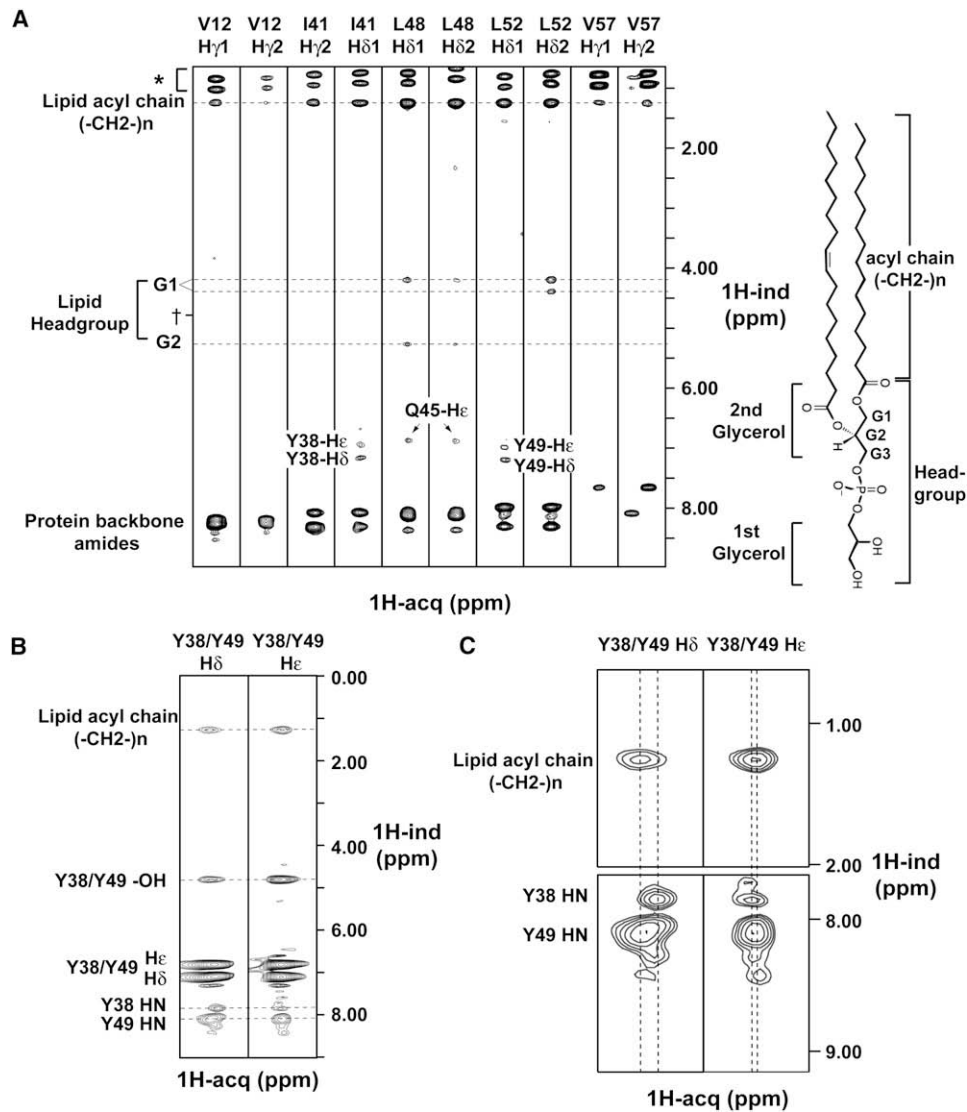 A
V12 V12 I41 I41 L48 L48 L52 L52 V57 V57
Hγ1 Hγ2 Hγ2 Hδ1 Hδ1 Hδ2 Hδ1 Hδ2 Hγ1 Hγ2
*
Lipid acyl chain
(-CH2-)n
2.00
4.00
6.00
8.00
1H-ind
(ppm)
G1
Lipid
Headgroup
†
G2
Q45-Hε
Y38-Hε
Y38-Hδ
Y49-Hε
Y49-Hδ
Protein backbone
amides
1H-acq (ppm)
acyl chain
(-CH2-)n
O
O
O
O
G1
G2
G3
H
2nd
Glycerol
O
O⁻
P
O
O
Head-
group
1st
Glycerol
OH
OH
B
Y38/Y49 Y38/Y49
Hδ Hε
0.00
2.00
4.00
6.00
8.00
Lipid acyl chain
(-CH2-)n
1H-ind
(ppm)
Y38/Y49 -OH
Y38/Y49 Hε
Hδ
Y38 HN
Y49 HN
1H-acq (ppm)
C
Y38/Y49 Hδ Y38/Y49 Hε
1.00
Lipid acyl chain
(-CH2-)n
2.00
1H-ind
(ppm)
Y38 HN
8.00
Y49 HN
9.00
1H-acq (ppm)